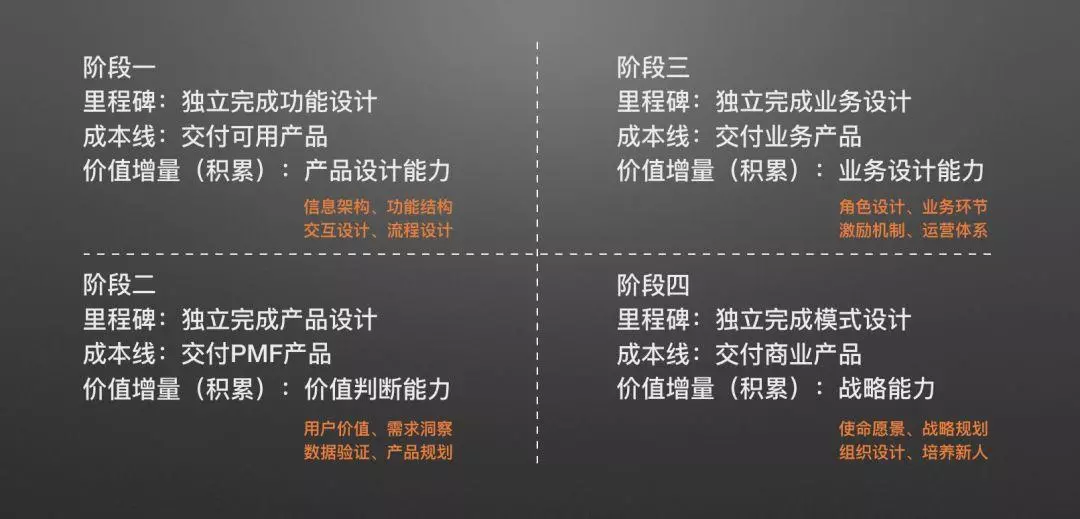 阶段一
里程碑：独立完成功能设计
成本线：交付可用产品
价值增量（积累）：产品设计能力
信息架构、功能结构
交互设计、流程设计
阶段二
里程碑：独立完成产品设计
成本线：交付PMF产品
价值增量（积累）：价值判断能力
用户价值、需求洞察
数据验证、产品规划
阶段三
里程碑：独立完成业务设计
成本线：交付业务产品
价值增量（积累）：业务设计能力
角色设计、业务环节
激励机制、运营体系
阶段四
里程碑：独立完成模式设计
成本线：交付商业产品
价值增量（积累）：战略能力
使命愿景、战略规划
组织设计、培养新人